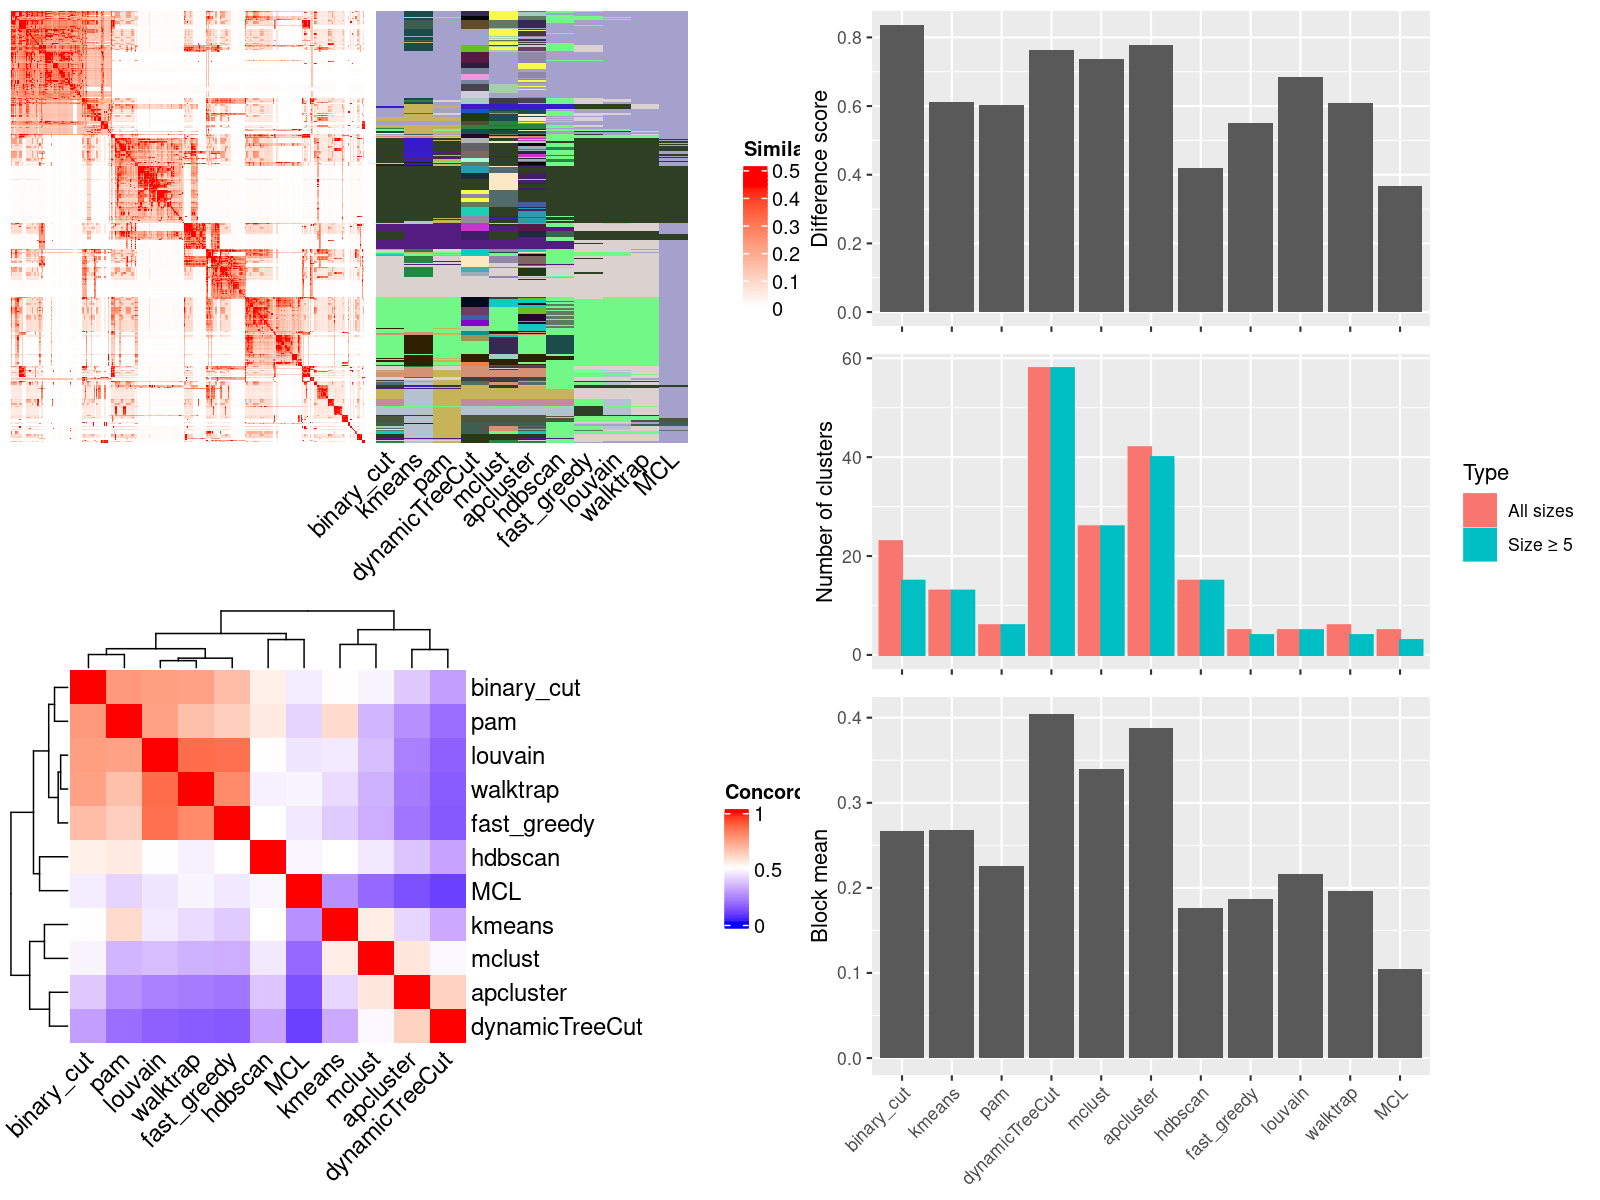 Simila
0.5
0.4
0.3
0.2
0.1
0
binary_cut
kmeans
pam
dynamicTreeCut
mclust
apcluster
hdbscan
fast_greedy
louvain
walktrap
MCL
binary_cut
pam
louvain
walktrap
fast_greedy
hdbscan
MCL
kmeans
mclust
apcluster
dynamicTreeCut
binary_cut
pam
louvain
walktrap
fast_greedy
hdbscan
MCL
kmeans
mclust
apcluster
dynamicTreeCut
Concord
1
0.5
0
Difference score
0.8
0.6
0.4
0.2
0.0
Number of clusters
60
40
20
0
Type
All sizes
Size ≥ 5
Block mean
0.4
0.3
0.2
0.1
0.0
binary_cut
kmeans
pam
dynamicTreeCut
mclust
apcluster
hdbscan
fast_greedy
louvain
walktrap
MCL